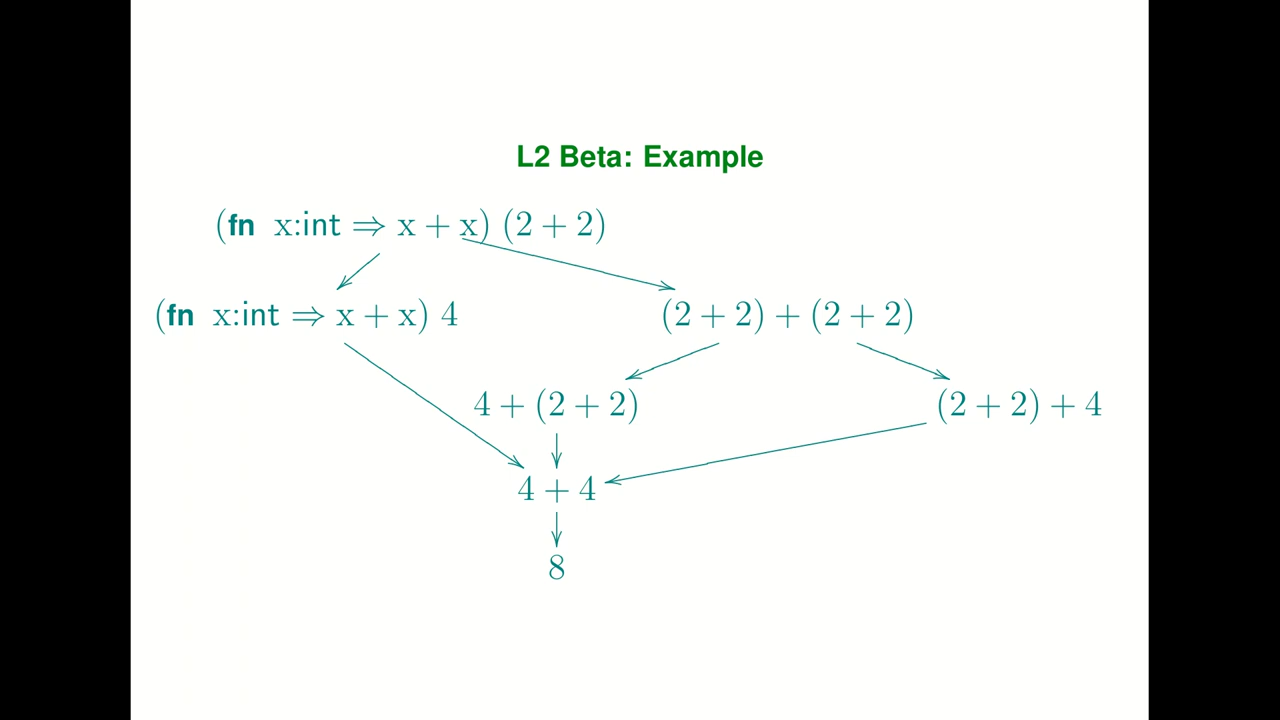 L2 Beta: Example
(fn x:int ⇒ x + x) (2 + 2)
(fn x:int ⇒ x + x) 4
(2 + 2) + (2 + 2)
4 + (2 + 2)
(2 + 2) + 4
4 + 4
8